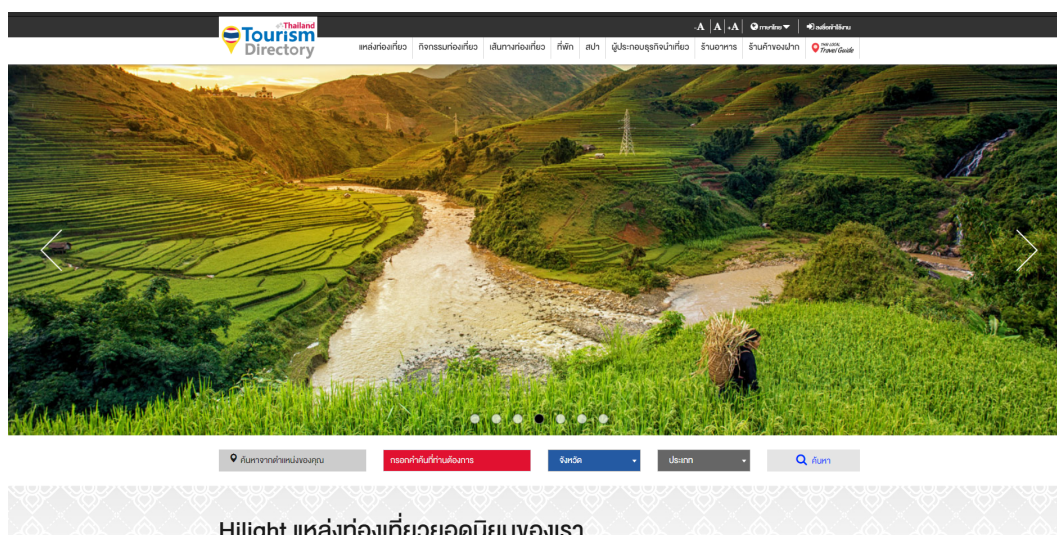 -A A +A ภาษาไทย ลงชื่อเข้าใช้งาน
Thailand
Tourism
Directory
แหล่งท่องเที่ยว กิจกรรมท่องเที่ยว เส้นทางท่องเที่ยว ที่พัก สปา ผู้ประกอบธุรกิจนำเที่ยว ร้านอาหาร ร้านค้าของฝาก THAI LOCAL
Travel Guide
ค้นหาจากตำแหน่งของคุณ กรอกคำค้นที่ท่านต้องการ จังหวัด ประเภท ค้นหา
Hilight แหล่งท่องเที่ยวยอดนิยมของเรา